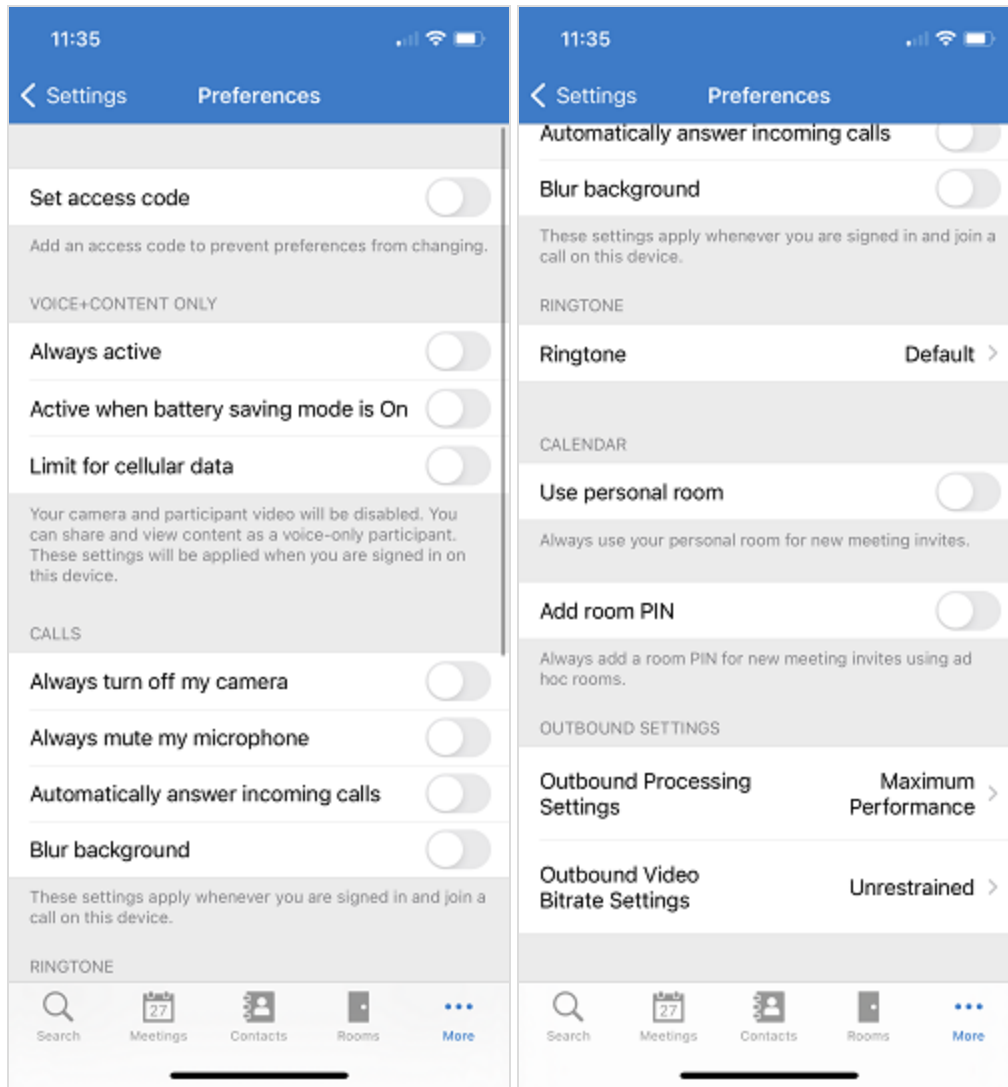 11:35
Settings
Preferences
Set access code
Add an access code to prevent preferences from changing.
VOICE+CONTENT ONLY
Always active
Active when battery saving mode is On
Limit for cellular data
Your camera and participant video will be disabled. You
can share and view content as a voice-only participant.
These settings will be applied when you are signed in on
this device.
CALLS
Always turn off my camera
Always mute my microphone
Automatically answer incoming calls
Blur background
These settings apply whenever you are signed in and join a
call on this device.
RINGTONE
Search
27
Meetings
Contacts
Rooms
More
11:35
Settings
Preferences
Automatically answer incoming calls
Blur background
These settings apply whenever you are signed in and join a
call on this device.
RINGTONE
Ringtone
Default
CALENDAR
Use personal room
Always use your personal room for new meeting invites.
Add room PIN
Always add a room PIN for new meeting invites using ad
hoc rooms.
OUTBOUND SETTINGS
Outbound Processing
Settings
Maximum
Performance
Outbound Video
Bitrate Settings
Unrestrained
Search
27
Meetings
Contacts
Rooms
More